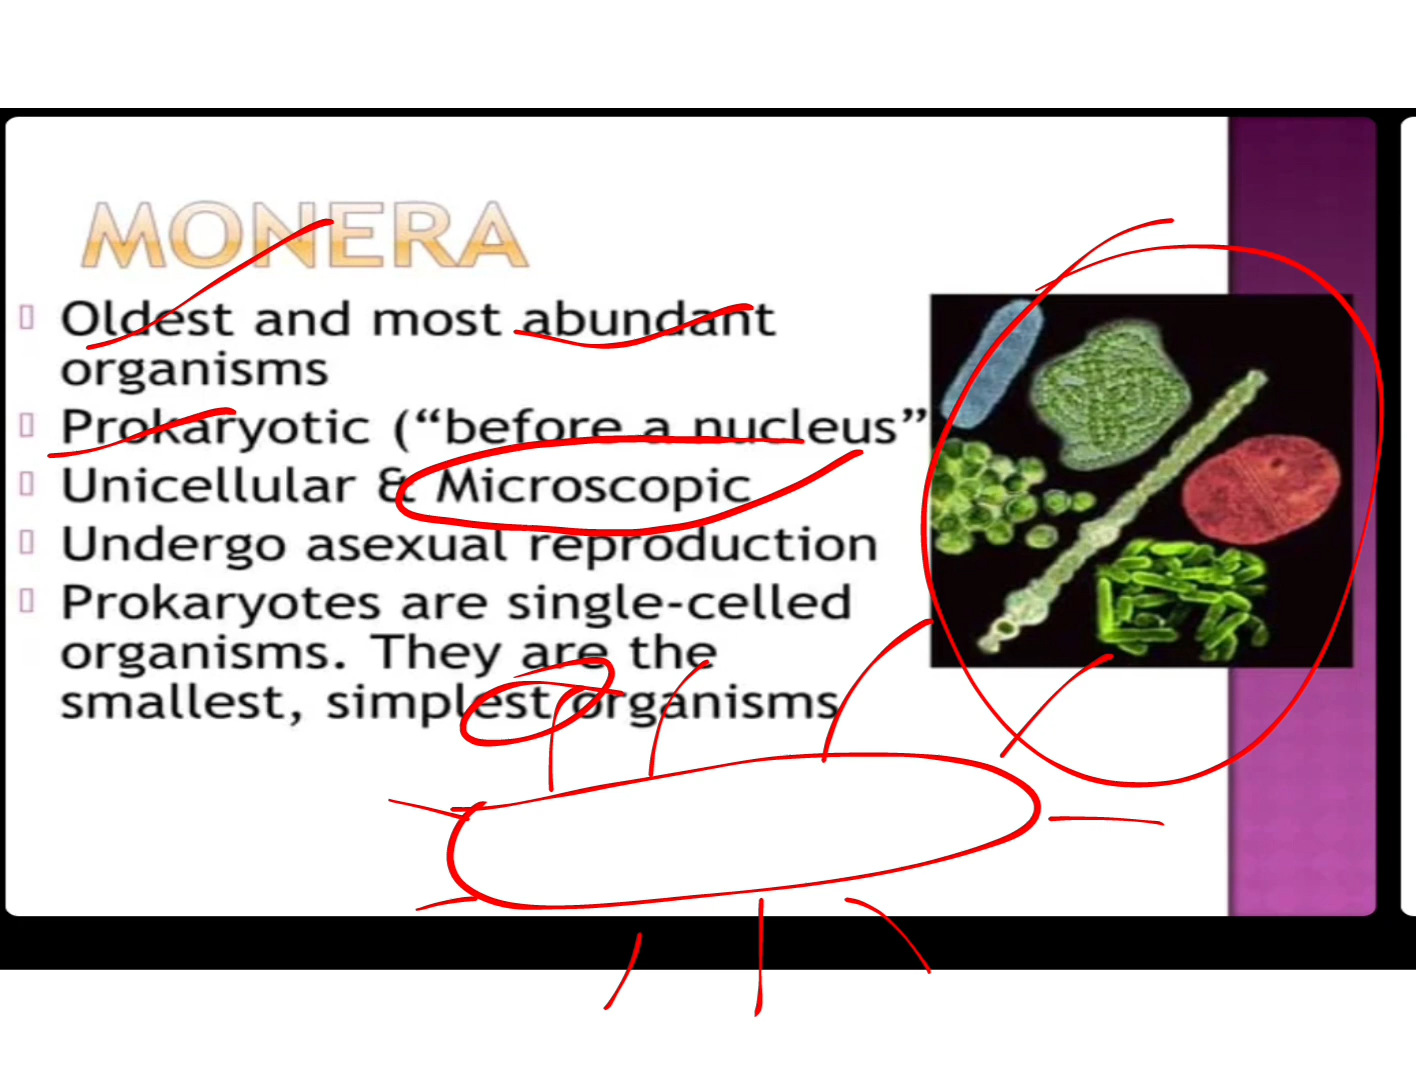 MONERA
Oldest and most abundant
organisms
Prokaryotic (“before a nucleus”
Unicellular & Microscopic
Undergo asexual reproduction
Prokaryotes are single-celled
organisms. They are the
smallest, simplest organisms